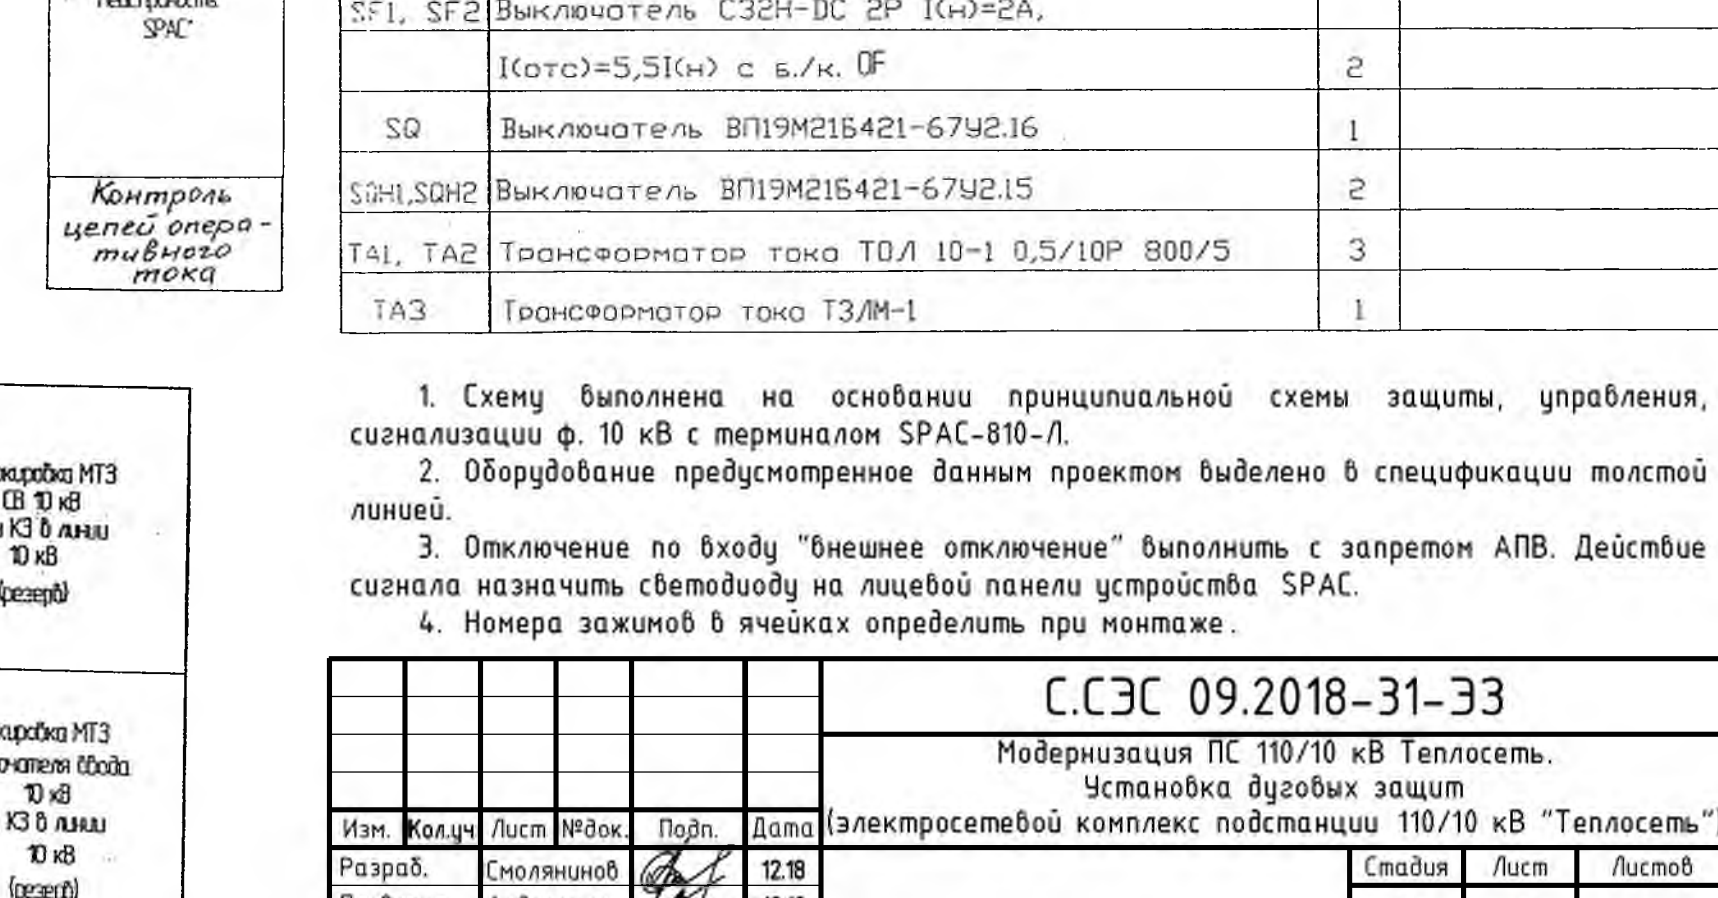 SPAC"
Контроль
цепей опера-
тивного
тока
SF1, SF2 Выключатель C32H-DC 2P I(н)=2А,
I(отс)=5,5I(н) с б./к. OF 2
SQ Выключатель ВП19М21Б421-67У2.16 1
SQH1,SQH2 Выключатель ВП19М21Б421-67У2.15 2
TA1, TA2 Трансформатор тока ТОЛ 10-1 0,5/10Р 800/5 3
TA3 Трансформатор тока ТЗЛМ-1 1
МТЗ
СВ 10 кВ
КЗ в линии
10 кВ
(резерв)
МТЗ
ввода
10 кВ
КЗ в линии
10 кВ
(резерв)
1. Схему выполнена на основании принципиальной схемы защиты, управления,
сигнализации ф. 10 кВ с терминалом SPAC-810-Л.
2. Оборудование предусмотренное данным проектом выделено в спецификации толстой
линией.
3. Отключение по входу "внешнее отключение" выполнить с запретом АПВ. Действие
сигнала назначить светодиоду на лицевой панели устройства SPAC.
4. Номера зажимов в ячейках определить при монтаже.
С.СЭС 09.2018-31-ЭЗ
Модернизация ПС 110/10 кВ Теплосеть.
Установка дуговых защит
(электросетевой комплекс подстанции 110/10 кВ "Теплосеть")
Изм. Кол.уч Лист №док. Подп. Дата
Разраб. Смолянинов 12.18
Стадия Лист Листов